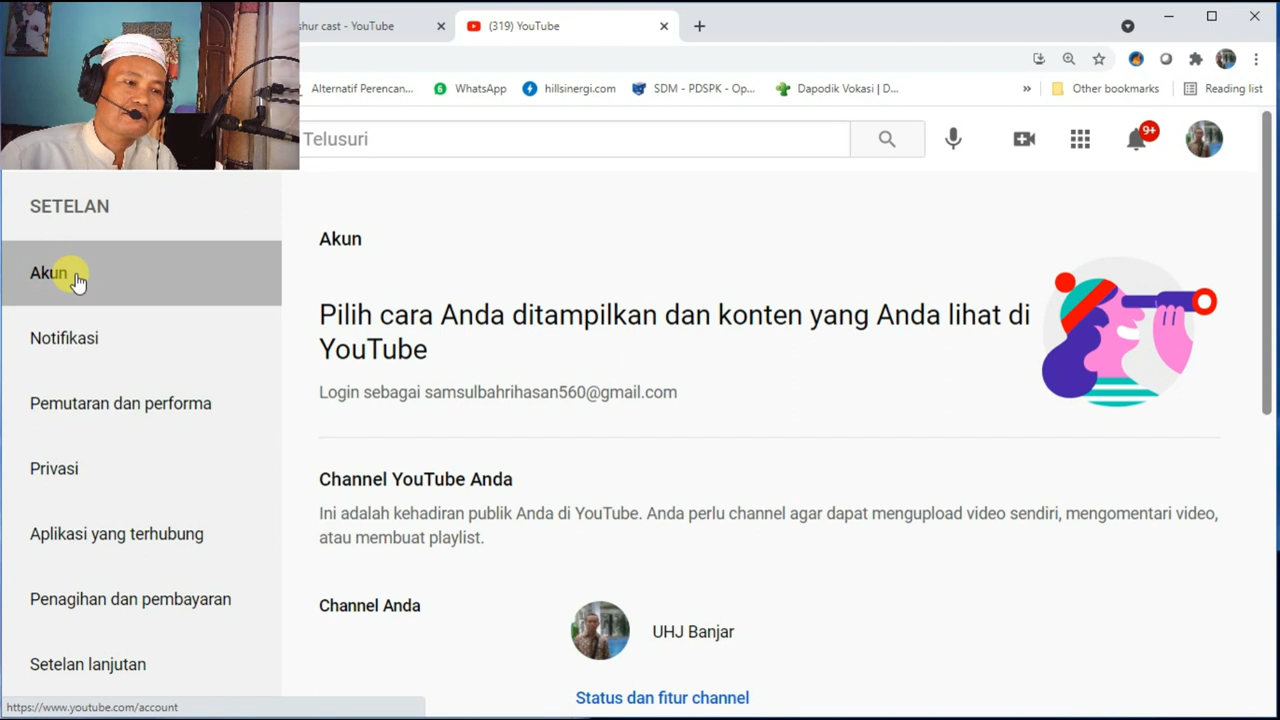 shur cast - YouTube
(319) YouTube
Alternatif Perencan...
WhatsApp
hillsinergi.com
SDM - PDSPK - Op...
Dapodik Vokasi | D...
»
Other bookmarks
Reading list
Telusuri
9+
SETELAN
Akun
Notifikasi
Pemutaran dan performa
Privasi
Aplikasi yang terhubung
Penagihan dan pembayaran
Setelan lanjutan
Akun
Pilih cara Anda ditampilkan dan konten yang Anda lihat di
YouTube
Login sebagai samsulbahrihasan560@gmail.com
Channel YouTube Anda
Ini adalah kehadiran publik Anda di YouTube. Anda perlu channel agar dapat mengupload video sendiri, mengomentari video,
atau membuat playlist.
Channel Anda
UHJ Banjar
Status dan fitur channel
https://www.youtube.com/account